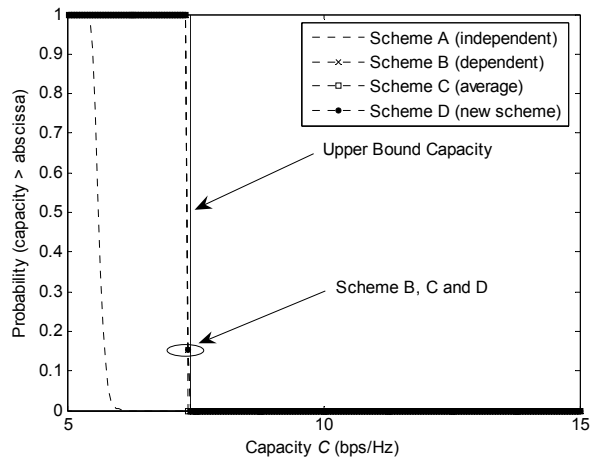 1
0.9
0.8
0.7
0.6
0.5
0.4
0.3
0.2
0.1
0
Probability (capacity > abscissa)
Scheme A (independent)
Scheme B (dependent)
Scheme C (average)
Scheme D (new scheme)
Upper Bound Capacity
Scheme B, C and D
5
10
15
Capacity C (bps/Hz)